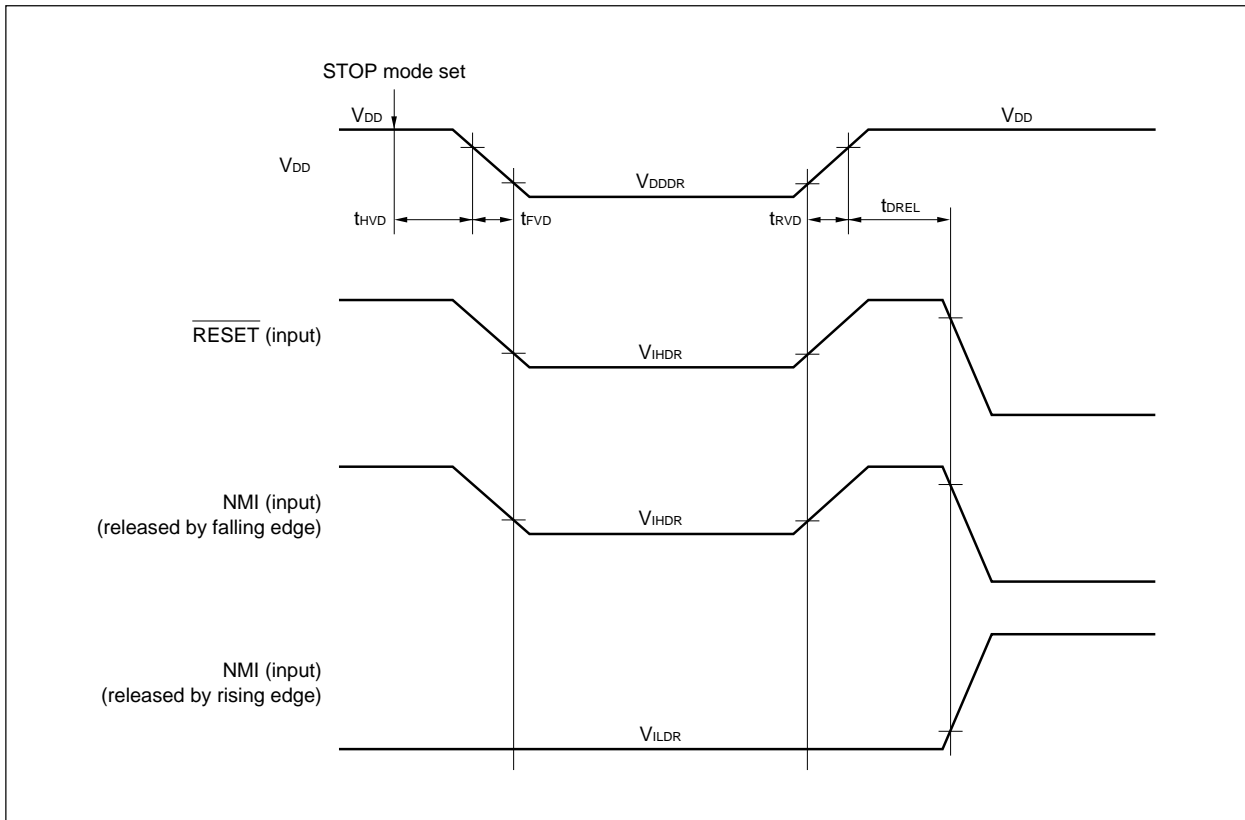 STOP mode set
VDD
VDD
VDD
VDDDR
tHVD
tFVD
tRVD
tDREL
RESET (input)
VIHDR
NMI (input)
(released by falling edge)
VIHDR
NMI (input)
(released by rising edge)
VILDR